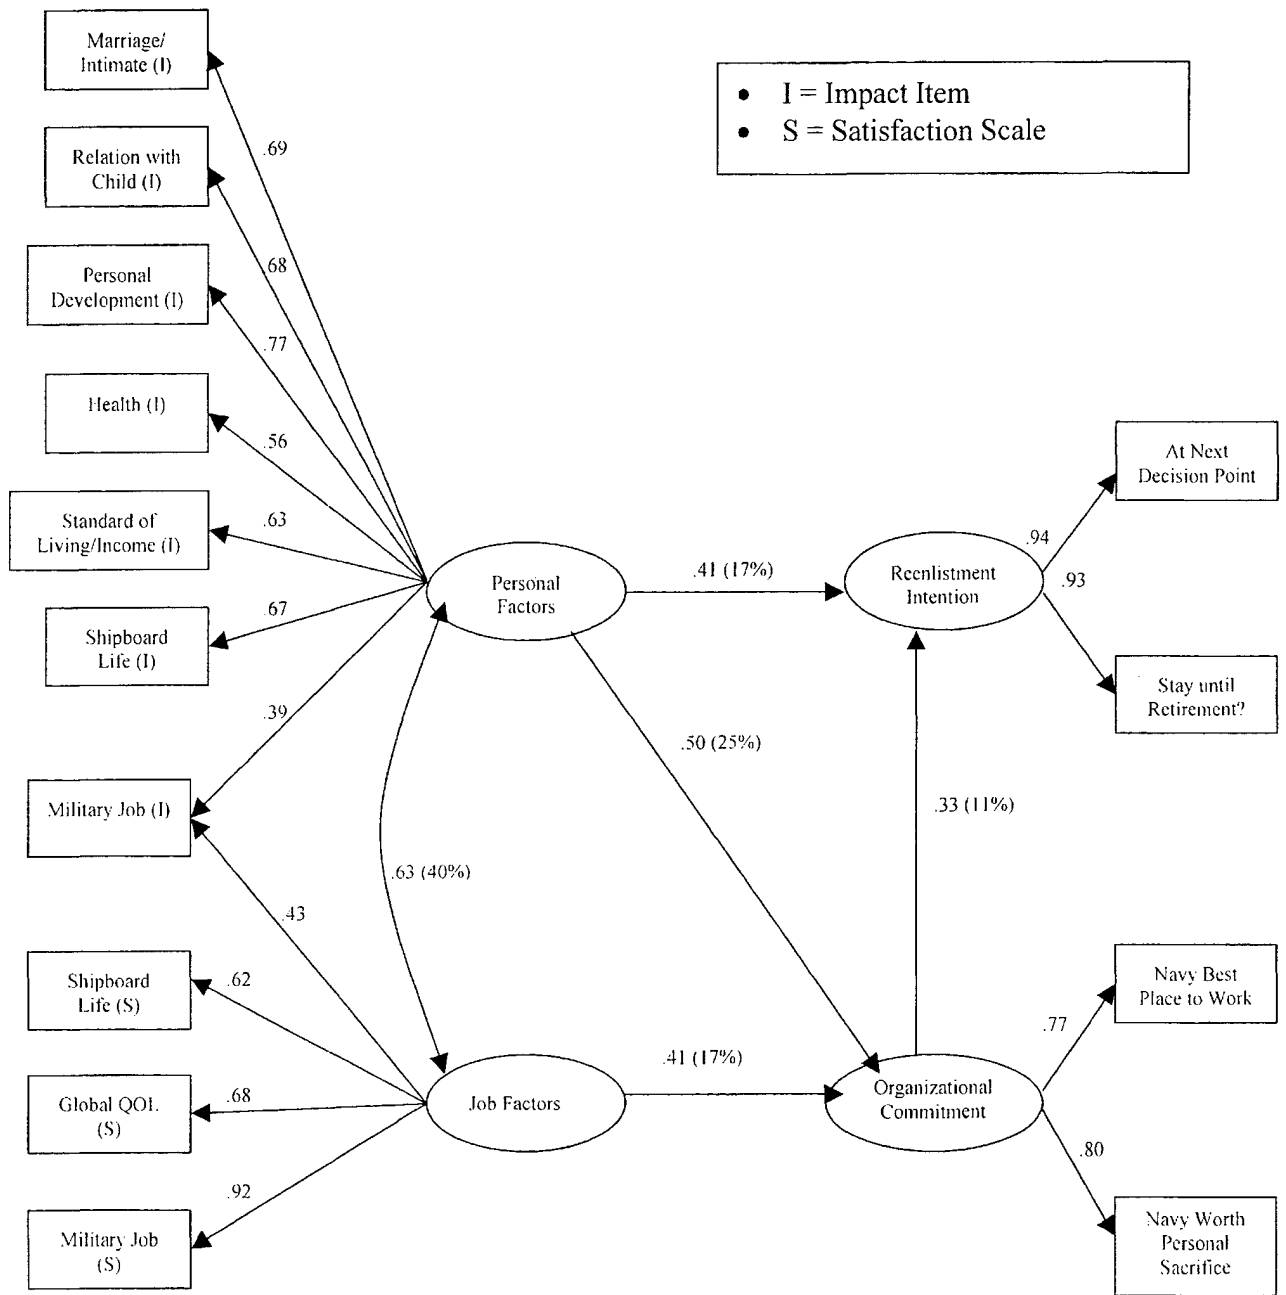 Marriage/
Intimate (I)
• I = Impact Item
• S = Satisfaction Scale
.69
Relation with
Child (I)
.68
Personal
Development (I)
.77
Health (I)
.56
At Next
Decision Point
Standard of
Living/Income (I)
.63
.94
Personal
Factors
.41 (17%)
Reenlistment
Intention
.93
.67
Shipboard
Life (I)
Stay until
Retirement?
.39
.50 (25%)
Military Job (I)
.33 (11%)
.63 (40%)
.43
Shipboard
Life (S)
.62
Navy Best
Place to Work
.77
.41 (17%)
Global QOL
(S)
.68
Job Factors
Organizational
Commitment
.80
.92
Military Job
(S)
Navy Worth
Personal
Sacrifice